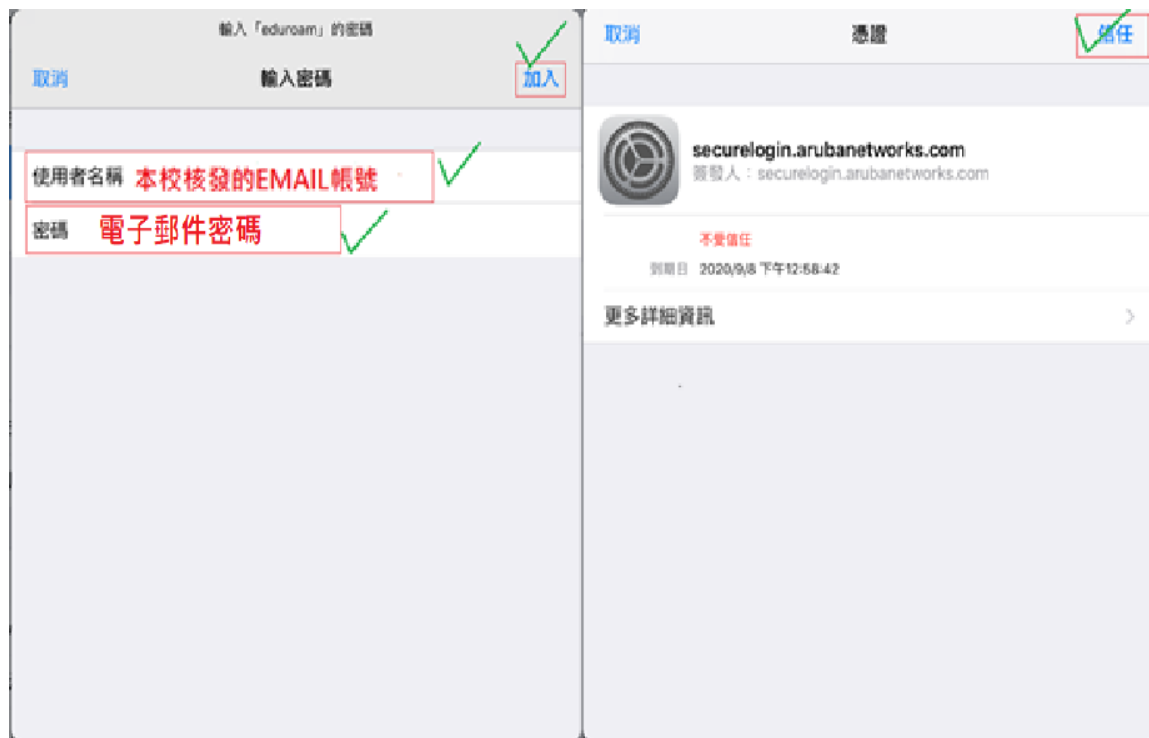 輸入「eduroam」的密碼
取消
輸入密碼
加入
使用者名稱 本校核發的EMAIL帳號
密碼 電子郵件密碼
取消
憑證
信任
securelogin.arubanetworks.com
簽發人：securelogin.arubanetworks.com
不受信任
到期日 2020/9/8 下午12:58:42
更多詳細資訊